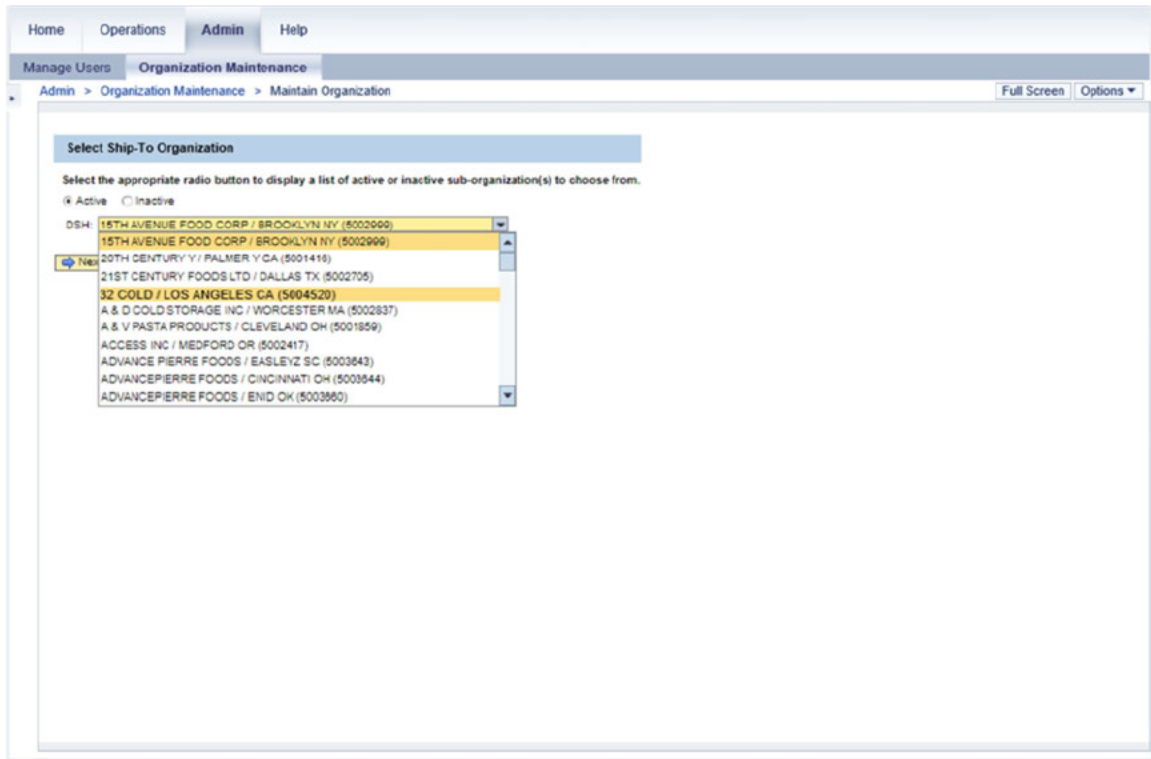 Home Operations Admin Help
Manage Users Organization Maintenance
Admin > Organization Maintenance > Maintain Organization Full Screen Options
Select Ship-To Organization
Select the appropriate radio button to display a list of active or inactive sub-organization(s) to choose from.
Active Inactive
DSH: 15TH AVENUE FOOD CORP / BROOKLYN NY (5002999)
15TH AVENUE FOOD CORP / BROOKLYN NY (5002999)
Nex 20TH CENTURY Y / PALMER Y CA (5001416)
21ST CENTURY FOODS LTD / DALLAS TX (5002705)
32 COLD / LOS ANGELES CA (5004520)
A & D COLD STORAGE INC / WORCESTER MA (5002837)
A & V PASTA PRODUCTS / CLEVELAND OH (5001859)
ACCESS INC / MEDFORD OR (5002417)
ADVANCE PIERRE FOODS / EASLEYZ SC (5003643)
ADVANCEPIERRE FOODS / CINCINNATI OH (5003644)
ADVANCEPIERRE FOODS / ENID OK (5003660)